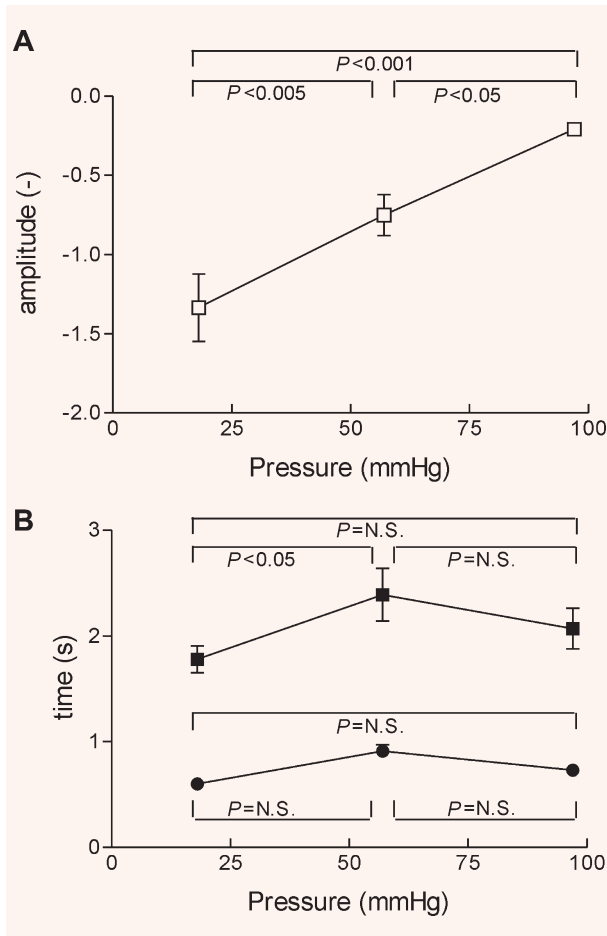 A
P<0.001
P<0.005 P<0.05
0.0
-0.5
-1.0
-1.5
-2.0
amplitude (-)
0 25 50 75 100
Pressure (mmHg)
B
P=N.S.
P<0.05 P=N.S.
3
2
1
0
time (s)
P=N.S.
P=N.S. P=N.S.
0 25 50 75 100
Pressure (mmHg)